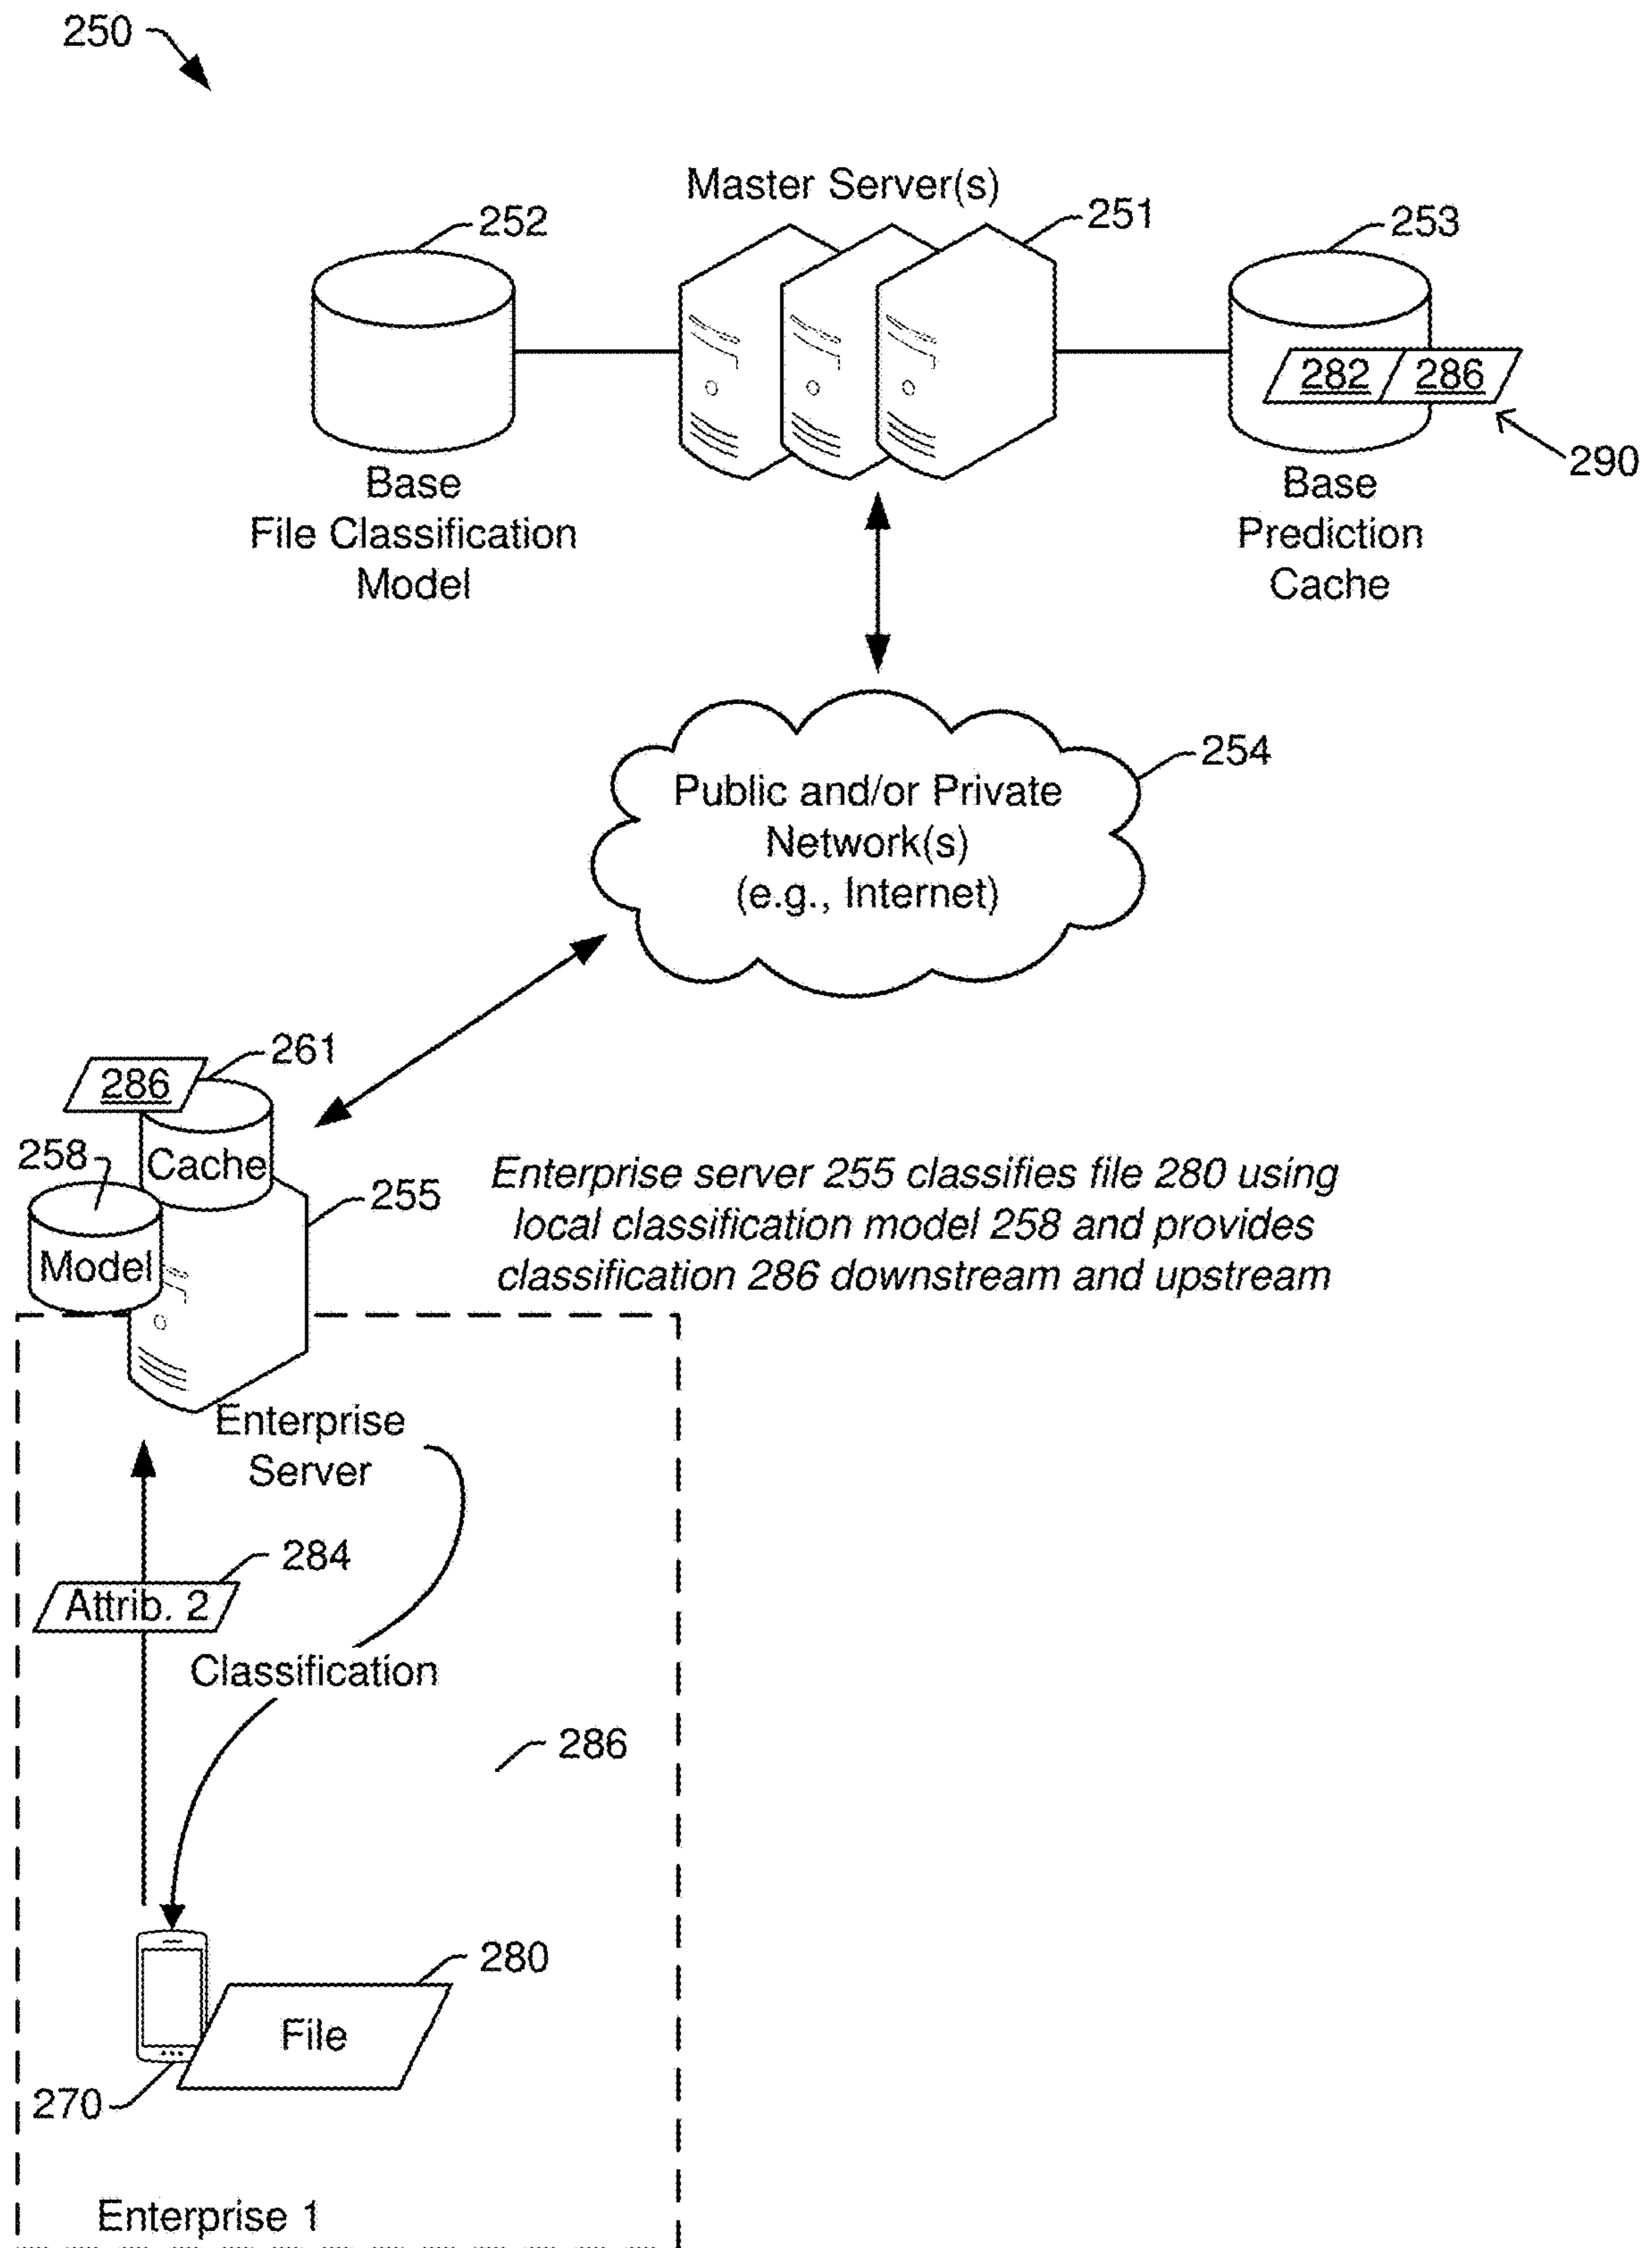 250
Master Server(s)
252
251
253
282 286
290
Base
File Classification
Model
Base
Prediction
Cache
254
Public and/or Private
Network(s)
(e.g., Internet)
261
286
258
Cache
255
Model
Enterprise server 255 classifies file 280 using
local classification model 258 and provides
classification 286 downstream and upstream
Enterprise
Server
284
Attrib. 2
Classification
286
280
File
270
Enterprise 1